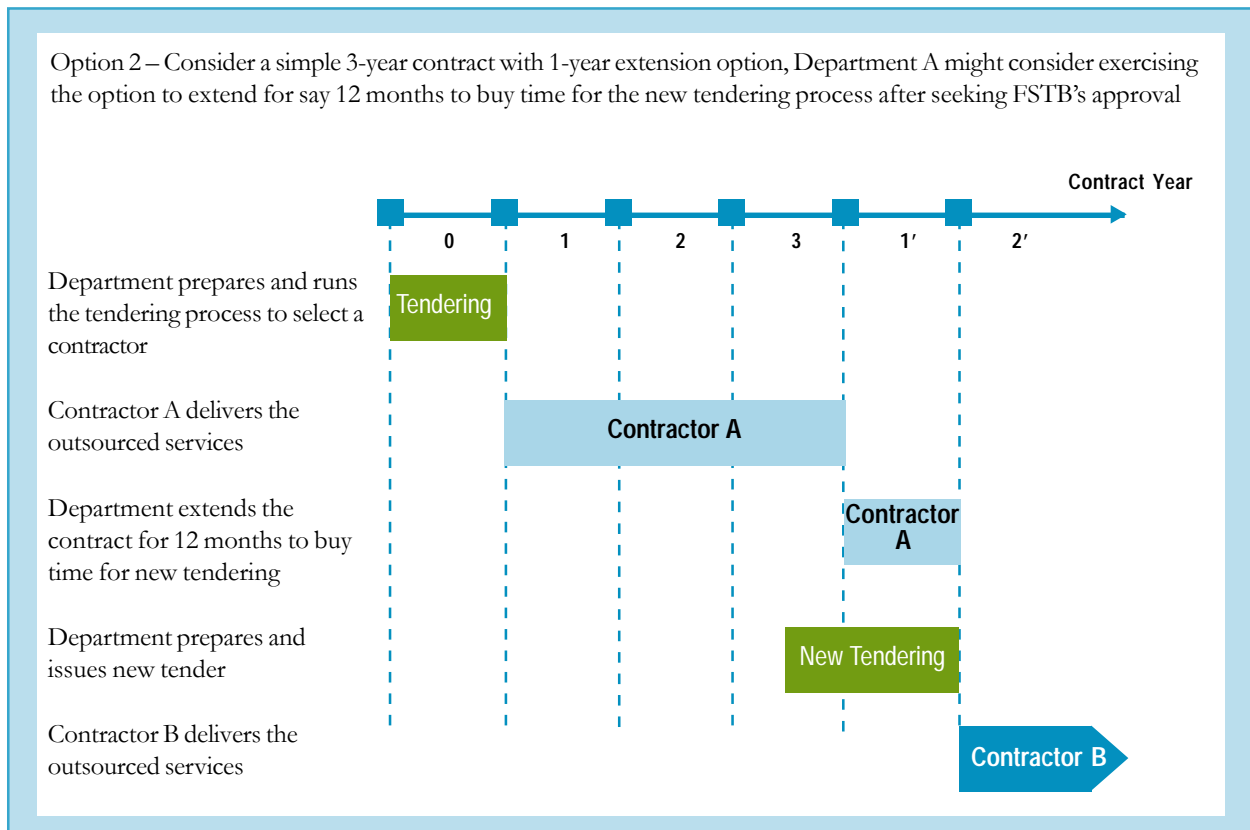 Option 2 – Consider a simple 3-year contract with 1-year extension option, Department A might consider exercising
the option to extend for say 12 months to buy time for the new tendering process after seeking FSTB's approval
Contract Year
0 1 2 3 1′ 2′
Department prepares and runs
the tendering process to select a
contractor
Tendering
Contractor A delivers the
outsourced services
Contractor A
Department extends the
contract for 12 months to buy
time for new tendering
Contractor
A
Department prepares and
issues new tender
New Tendering
Contractor B delivers the
outsourced services
Contractor B